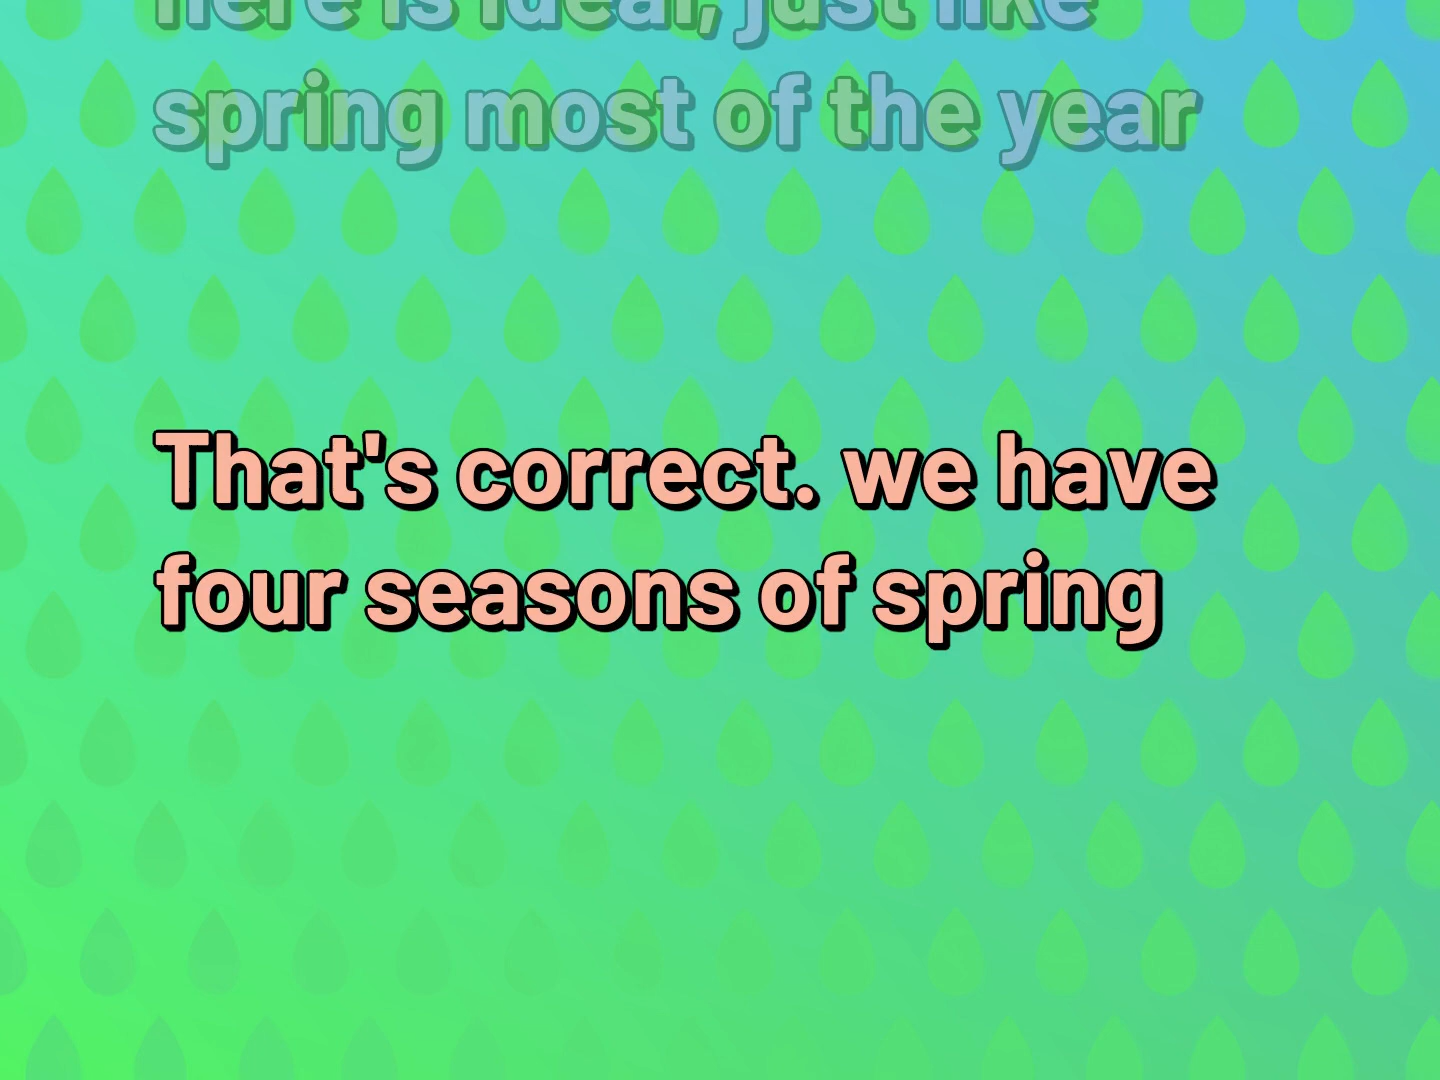 here is ideal, just like
spring most of the year
That's correct. we have
four seasons of spring